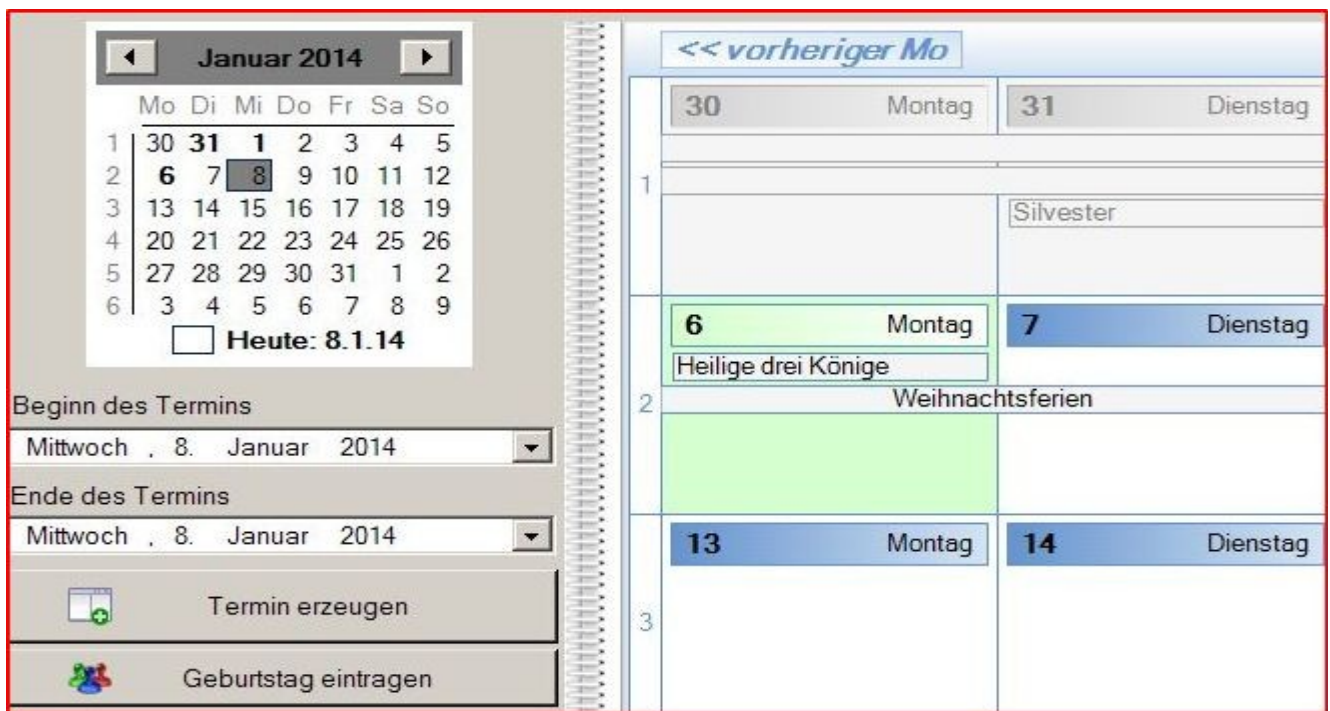 Januar 2014
Mo Di Mi Do Fr Sa So
1 30 31 1 2 3 4 5
2 6 7 8 9 10 11 12
3 13 14 15 16 17 18 19
4 20 21 22 23 24 25 26
5 27 28 29 30 31 1 2
6 3 4 5 6 7 8 9
Heute: 8.1.14
Beginn des Termins
Mittwoch , 8. Januar 2014
Ende des Termins
Mittwoch , 8. Januar 2014
Termin erzeugen
Geburtstag eintragen
<< vorheriger Mo
30 Montag 31 Dienstag
1
Silvester
6 Montag 7 Dienstag
Heilige drei Könige
2 Weihnachtsferien
13 Montag 14 Dienstag
3